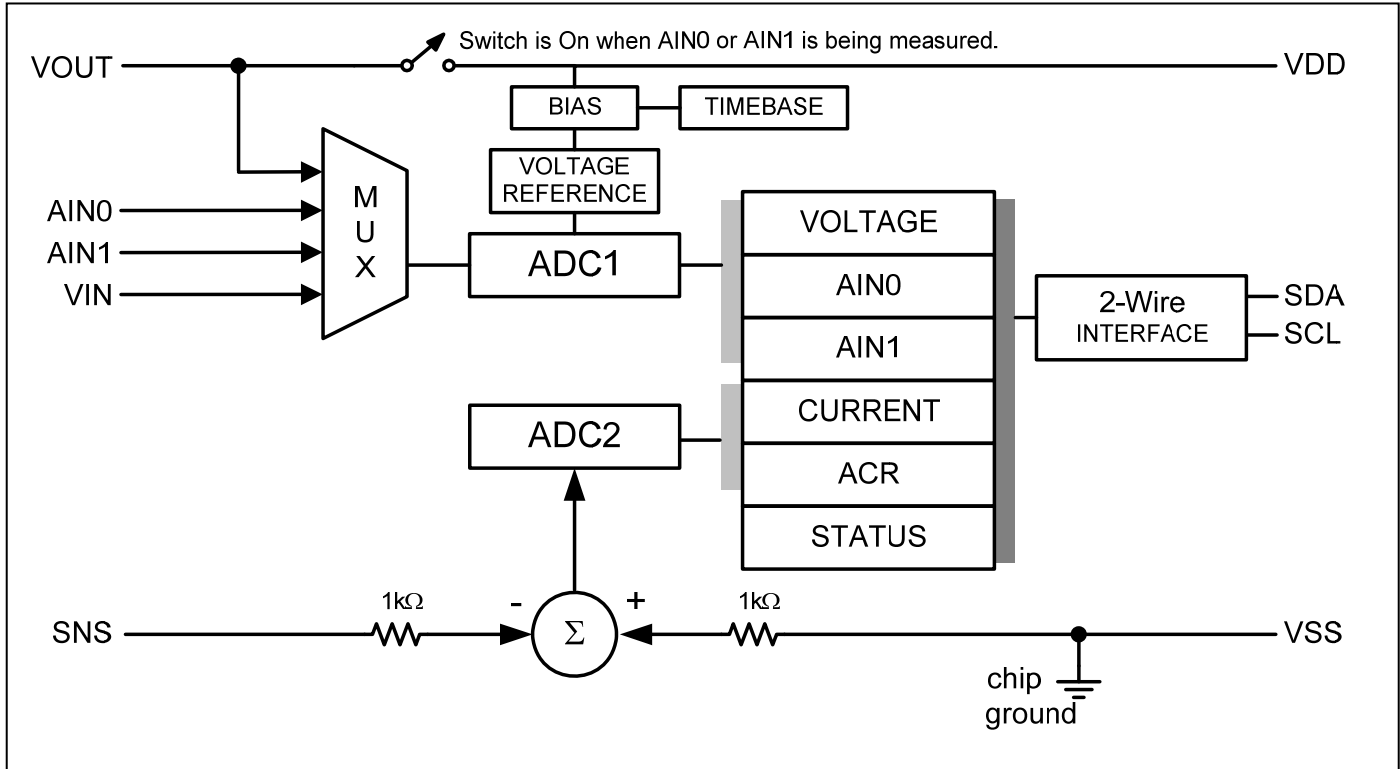 Switch is On when AIN0 or AIN1 is being measured.
VOUT
VDD
BIAS
TIMEBASE
VOLTAGE
REFERENCE
MUX
AIN0
AIN1
VIN
ADC1
VOLTAGE
AIN0
AIN1
CURRENT
ACR
STATUS
2-Wire
INTERFACE
SDA
SCL
ADC2
1kΩ
-
+
1kΩ
SNS
Σ
VSS
chip
ground